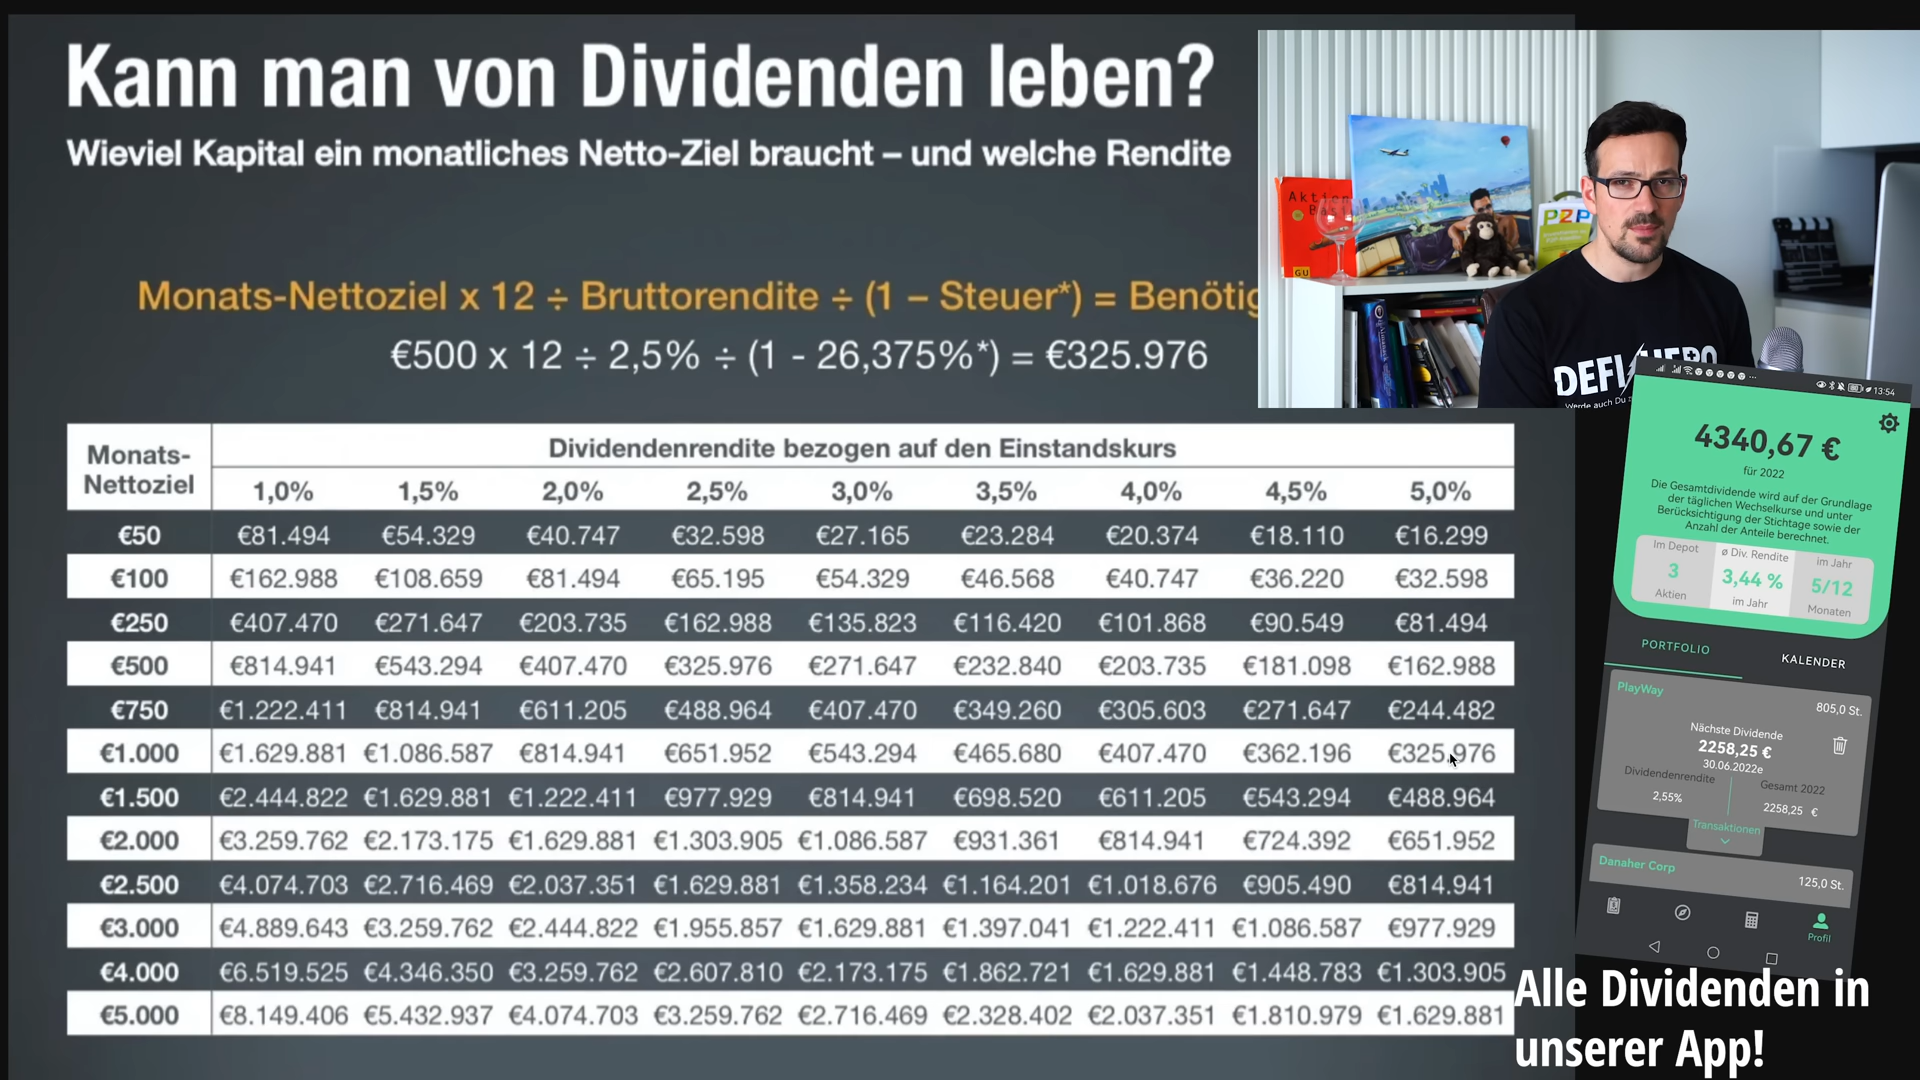 Kann man von Dividenden leben?
Wieviel Kapital ein monatliches Netto-Ziel braucht – und welche Rendite
Monats-Nettoziel x 12 ÷ Bruttorendite ÷ (1 – Steuer*) = Benötig
€500 x 12 ÷ 2,5% ÷ (1 - 26,375%*) = €325.976
Monats-Nettoziel
Dividendenrendite bezogen auf den Einstandskurs
1,0% 1,5% 2,0% 2,5% 3,0% 3,5% 4,0% 4,5% 5,0%
€50 €81.494 €54.329 €40.747 €32.598 €27.165 €23.284 €20.374 €18.110 €16.299
€100 €162.988 €108.659 €81.494 €65.195 €54.329 €46.568 €40.747 €36.220 €32.598
€250 €407.470 €271.647 €203.735 €162.988 €135.823 €116.420 €101.868 €90.549 €81.494
€500 €814.941 €543.294 €407.470 €325.976 €271.647 €232.840 €203.735 €181.098 €162.988
€750 €1.222.411 €814.941 €611.205 €488.964 €407.470 €349.260 €305.603 €271.647 €244.482
€1.000 €1.629.881 €1.086.587 €814.941 €651.952 €543.294 €465.680 €407.470 €362.196 €325.976
€1.500 €2.444.822 €1.629.881 €1.222.411 €977.929 €814.941 €698.520 €611.205 €543.294 €488.964
€2.000 €3.259.762 €2.173.175 €1.629.881 €1.303.905 €1.086.587 €931.361 €814.941 €724.392 €651.952
€2.500 €4.074.703 €2.716.469 €2.037.351 €1.629.881 €1.358.234 €1.164.201 €1.018.676 €905.490 €814.941
€3.000 €4.889.643 €3.259.762 €2.444.822 €1.955.857 €1.629.881 €1.397.041 €1.222.411 €1.086.587 €977.929
€4.000 €6.519.525 €4.346.350 €3.259.762 €2.607.810 €2.173.175 €1.862.721 €1.629.881 €1.448.783 €1.303.905
€5.000 €8.149.406 €5.432.937 €4.074.703 €3.259.762 €2.716.469 €2.328.402 €2.037.351 €1.810.979 €1.629.881
Aktien
GU
P2P
DEFI HERO
Werde auch Du
13:54
4340,67 €
für 2022
Die Gesamtdividende wird auf der Grundlage
der täglichen Wechselkurse und unter
Berücksichtigung der Stichtage sowie der
Anzahl der Anteile berechnet.
Im Depot ø Div. Rendite im Jahr
3 3,44 % 5/12
Aktien im Jahr Monaten
PORTFOLIO KALENDER
PlayWay 805,0 St.
Nächste Dividende
2258,25 €
30.06.2022e
Dividendenrendite Gesamt 2022
2,55% 2258,25 €
Transaktionen
Danaher Corp 125,0 St.
Profil
Alle Dividenden in
unserer App!